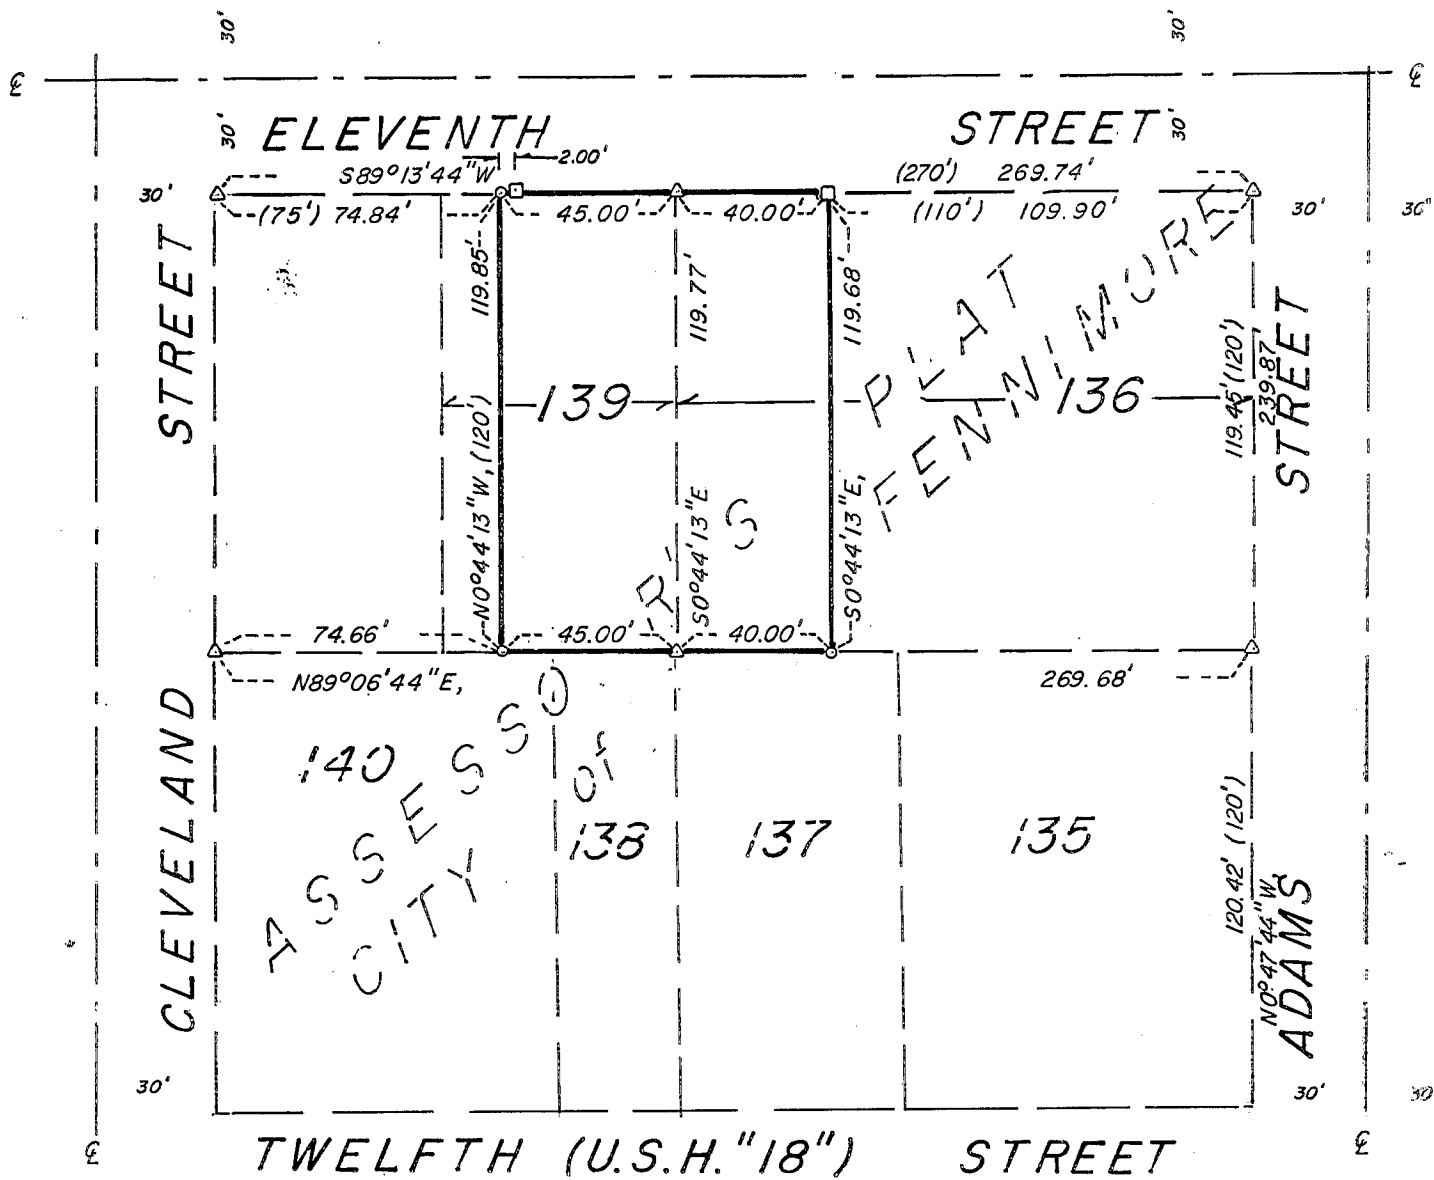 30'
30'
℄
℄
30'
30'
ELEVENTH STREET
2.00'
S89°13'44"W
(270') 269.74'
30'
(75') 74.84'
45.00'
40.00'
(110') 109.90'
30'
30"
STREET
119.85'
119.77'
119.68'
N0°44'13"W, (120')
S0°44'13"E
S0°44'13"E,
139
136
119.45' (120')
239.87'
STREET
ASSESSOR'S PLAT
CITY OF FENNIMORE
74.66'
45.00'
40.00'
N89°06'44"E,
269.68'
CLEVELAND
140
138
137
135
120.42' (120')
N0°47'44"W
ADAMS
30'
30'
30
℄
℄
TWELFTH (U.S.H. "18") STREET